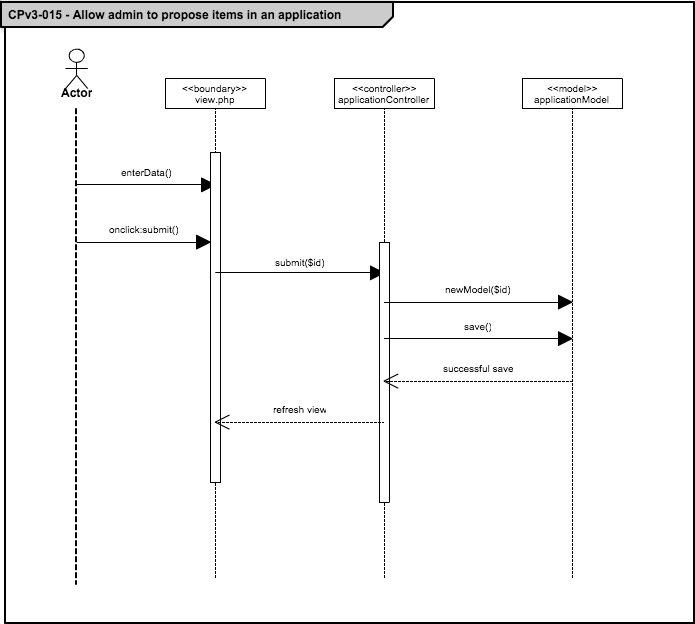 CPv3-015 - Allow admin to propose items in an application
Actor
<<boundary>>
view.php
<<controller>>
applicationController
<<model>>
applicationModel
enterData()
onclick:submit()
submit($id)
newModel($id)
save()
successful save
refresh view